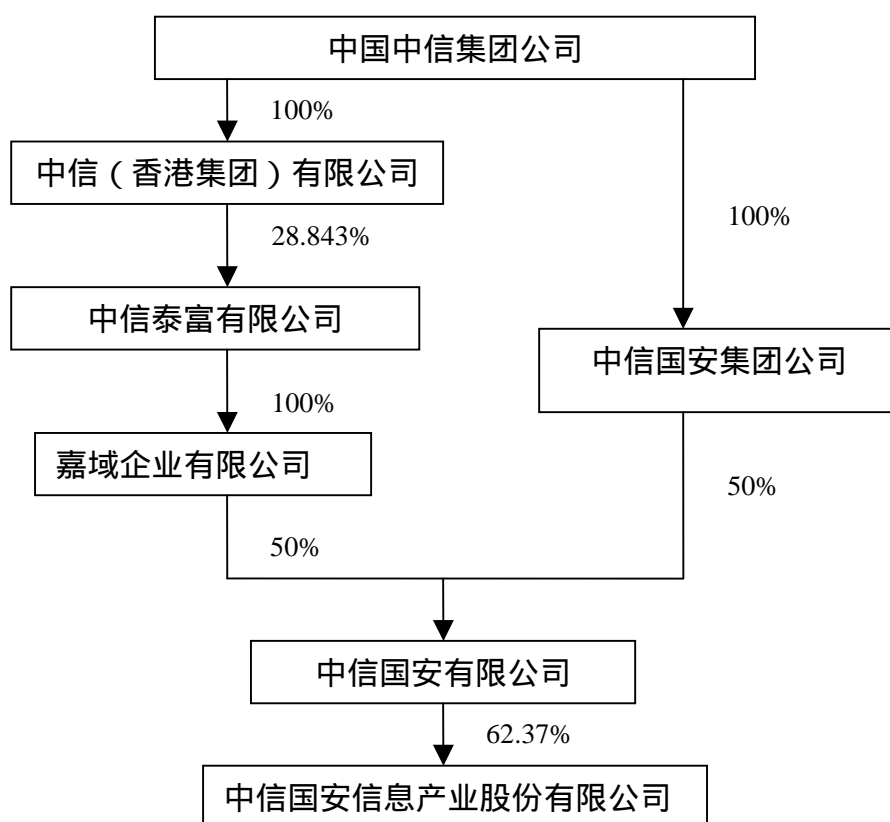 中国中信集团公司
100%
中信（香港集团）有限公司
28.843%
100%
中信泰富有限公司
中信国安集团公司
100%
嘉域企业有限公司
50%
50%
中信国安有限公司
62.37%
中信国安信息产业股份有限公司